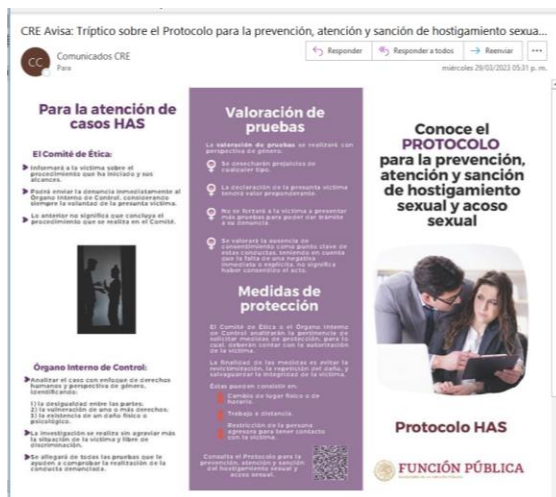 CRE Avisa: Tríptico sobre el Protocolo para la prevención, atención y sanción de hostigamiento sexua...
CC
Comunicados CRE
Para
Responder
Responder a todos
Reenviar
miércoles 29/03/2023 05:31 p. m.
Para la atención de
casos HAS
El Comité de Ética:
Informará a la víctima sobre el
procedimiento que ha iniciado y sus
alcances.
Podrá enviar la denuncia inmediatamente al
Órgano Interno de Control, considerando
siempre la voluntad de la presunta víctima.
Lo anterior no significa que concluya el
procedimiento que se realiza en el Comité.
Órgano Interno de Control:
Analizar el caso con enfoque de derechos
humanos y perspectiva de género,
identificando:
1) la desigualdad entre las partes;
2) la vulneración de uno o más derechos;
3) la existencia de un daño físico o
psicológico.
La investigación se realiza sin agraviar más
la situación de la víctima y libre de
discriminación.
Se allegará de todas las pruebas que le
ayuden a comprobar la realización de la
conducta denunciada.
Valoración de
pruebas
La valoración de pruebas se realizará con
perspectiva de género.
Se desecharán prejuicios de
cualquier tipo.
La declaración de la presunta víctima
tendrá valor preponderante.
No se forzará a la víctima a presentar
más pruebas para poder dar trámite
a su denuncia.
Se valorará la ausencia de
consentimiento como punto clave de
estas conductas, teniendo en cuenta
que la falta de una negativa
inmediata o explícita, no significa
haber consentido el acto.
Medidas de
protección
El Comité de Ética o el Órgano Interno
de Control analizarán la pertinencia de
solicitar medidas de protección, para lo
cual, deberán contar con la autorización
de la víctima.
La finalidad de las medidas es evitar la
revictimización, la repetición del daño, y
salvaguardar la integridad de la víctima.
Estas pueden consistir en:
Cambio de lugar físico o de
horario.
Trabajo a distancia.
Restricción de la persona
agresora para tener contacto
con la víctima.
Consulta el Protocolo para la
prevención, atención y sanción
del hostigamiento sexual y
acoso sexual.
Conoce el
PROTOCOLO
para la prevención,
atención y sanción
de hostigamiento
sexual y acoso
sexual
Protocolo HAS
FUNCIÓN PÚBLICA